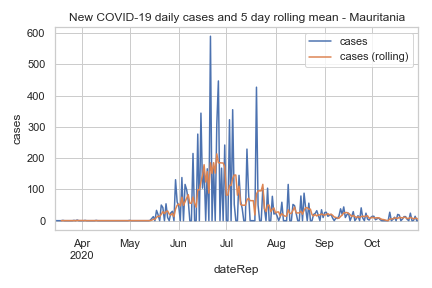 New COVID-19 daily cases and 5 day rolling mean - Mauritania
cases
cases (rolling)
600
500
400
300
200
100
0
cases
Apr May Jun Jul Aug Sep Oct
2020
dateRep